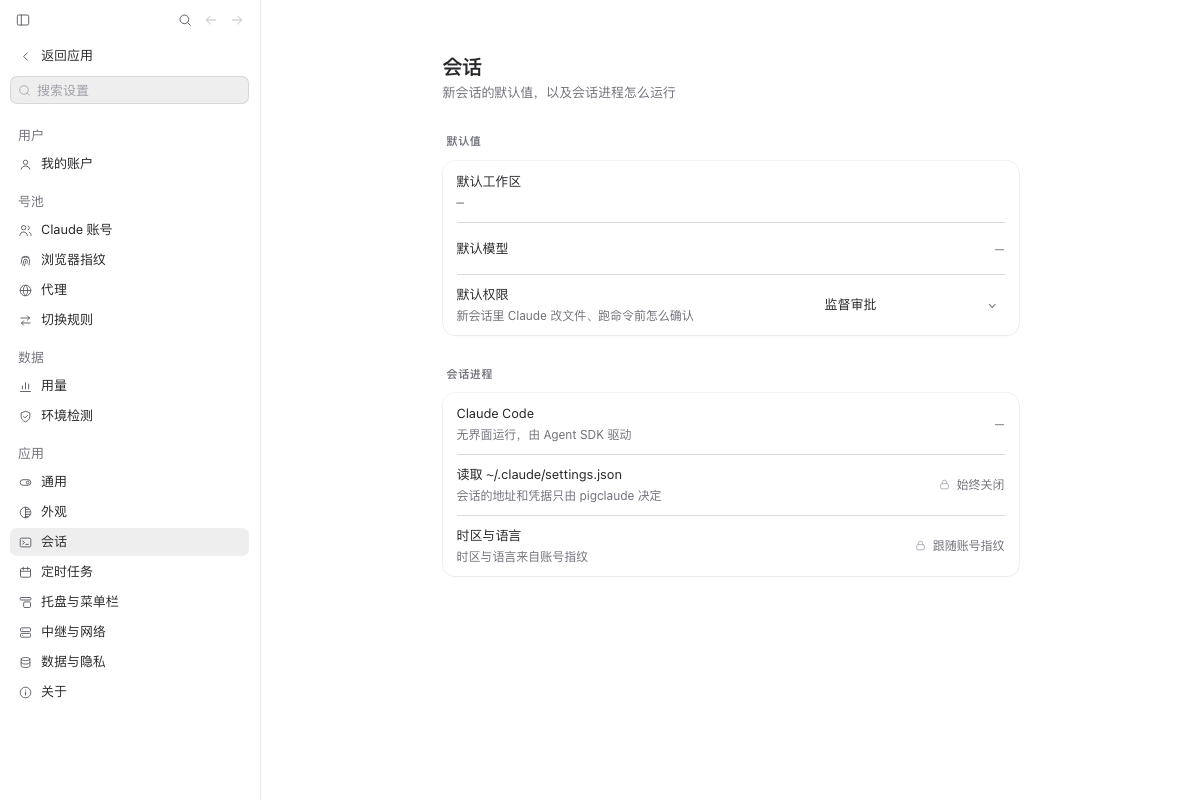 返回应用
搜索设置
用户
我的账户
号池
Claude 账号
浏览器指纹
代理
切换规则
数据
用量
环境检测
应用
通用
外观
会话
定时任务
托盘与菜单栏
中继与网络
数据与隐私
关于
会话
新会话的默认值，以及会话进程怎么运行
默认值
默认工作区
—
默认模型
—
默认权限
新会话里 Claude 改文件、跑命令前怎么确认
监督审批
会话进程
Claude Code
无界面运行，由 Agent SDK 驱动
—
读取 ~/.claude/settings.json
会话的地址和凭据只由 pigclaude 决定
始终关闭
时区与语言
时区与语言来自账号指纹
跟随账号指纹